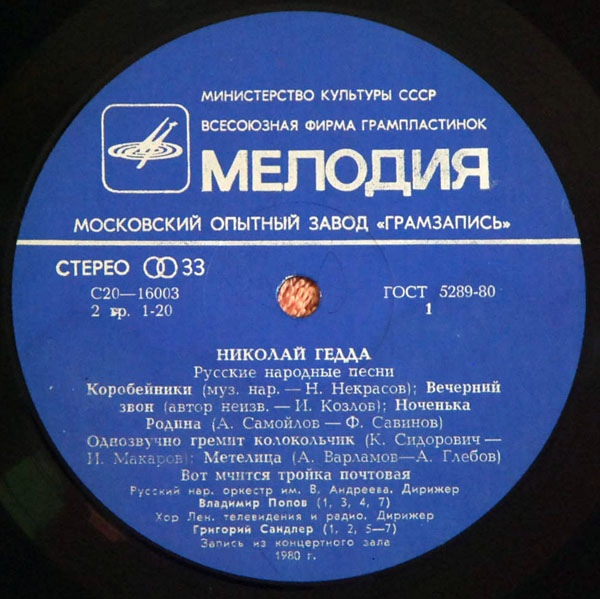 МИНИСТЕРСТВО КУЛЬТУРЫ СССР
ВСЕСОЮЗНАЯ ФИРМА ГРАМПЛАСТИНОК
МЕЛОДИЯ
МОСКОВСКИЙ ОПЫТНЫЙ ЗАВОД «ГРАМЗАПИСЬ»
СТЕРЕО 33
С20—16003
2 гр. 1-20
ГОСТ 5289-80
1
НИКОЛАЙ ГЕДДА
Русские народные песни
Коробейники (муз. нар. — Н. Некрасов); Вечерний
звон (автор неизв. — И. Козлов); Ноченька
Родина (А. Самойлов — Ф. Савинов)
Однозвучно гремит колокольчик (К. Сидорович —
И. Макаров); Метелица (А. Варламов—А. Глебов)
Вот мчится тройка почтовая
Русский нар. оркестр им. В. Андреева. Дирижер
Владимир Попов (1, 3, 4, 7)
Хор Лен. телевидения и радио. Дирижер
Григорий Сандлер (1, 2, 5—7)
Запись из концертного зала
1980 г.